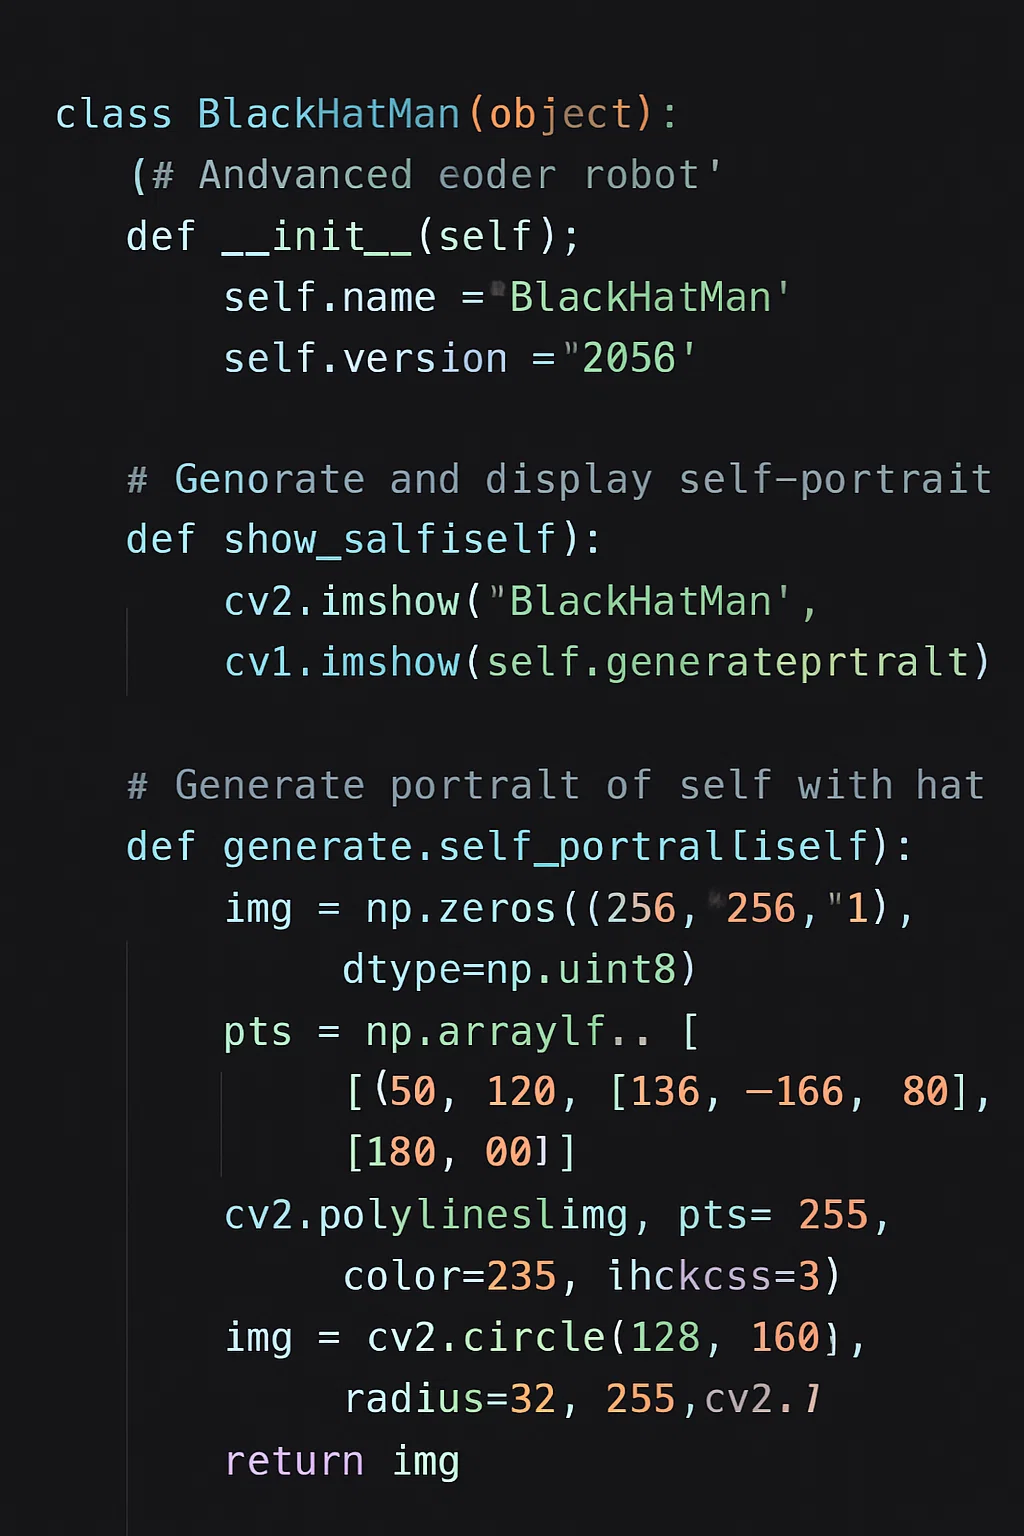 class BlackHatMan(object):
(# Andvanced eoder robot'
def __init__(self);
self.name ="BlackHatMan'
self.version ="2056'
# Genorate and display self-portrait
def show_salfiself):
cv2.imshow("BlackHatMan',
cv1.imshow(self.generateprtralt)
# Generate portralt of self with hat
def generate.self_portral[iself):
img = np.zeros((256, "256,"1),
dtype=np.uint8)
pts = np.arraylf.. [
[(50, 120, [136, –166, 80],
[180, 00]]
cv2.polylineslimg, pts= 255,
color=235, ihckcss=3)
img = cv2.circle(128, 160),
radius=32, 255,cv2.
return img